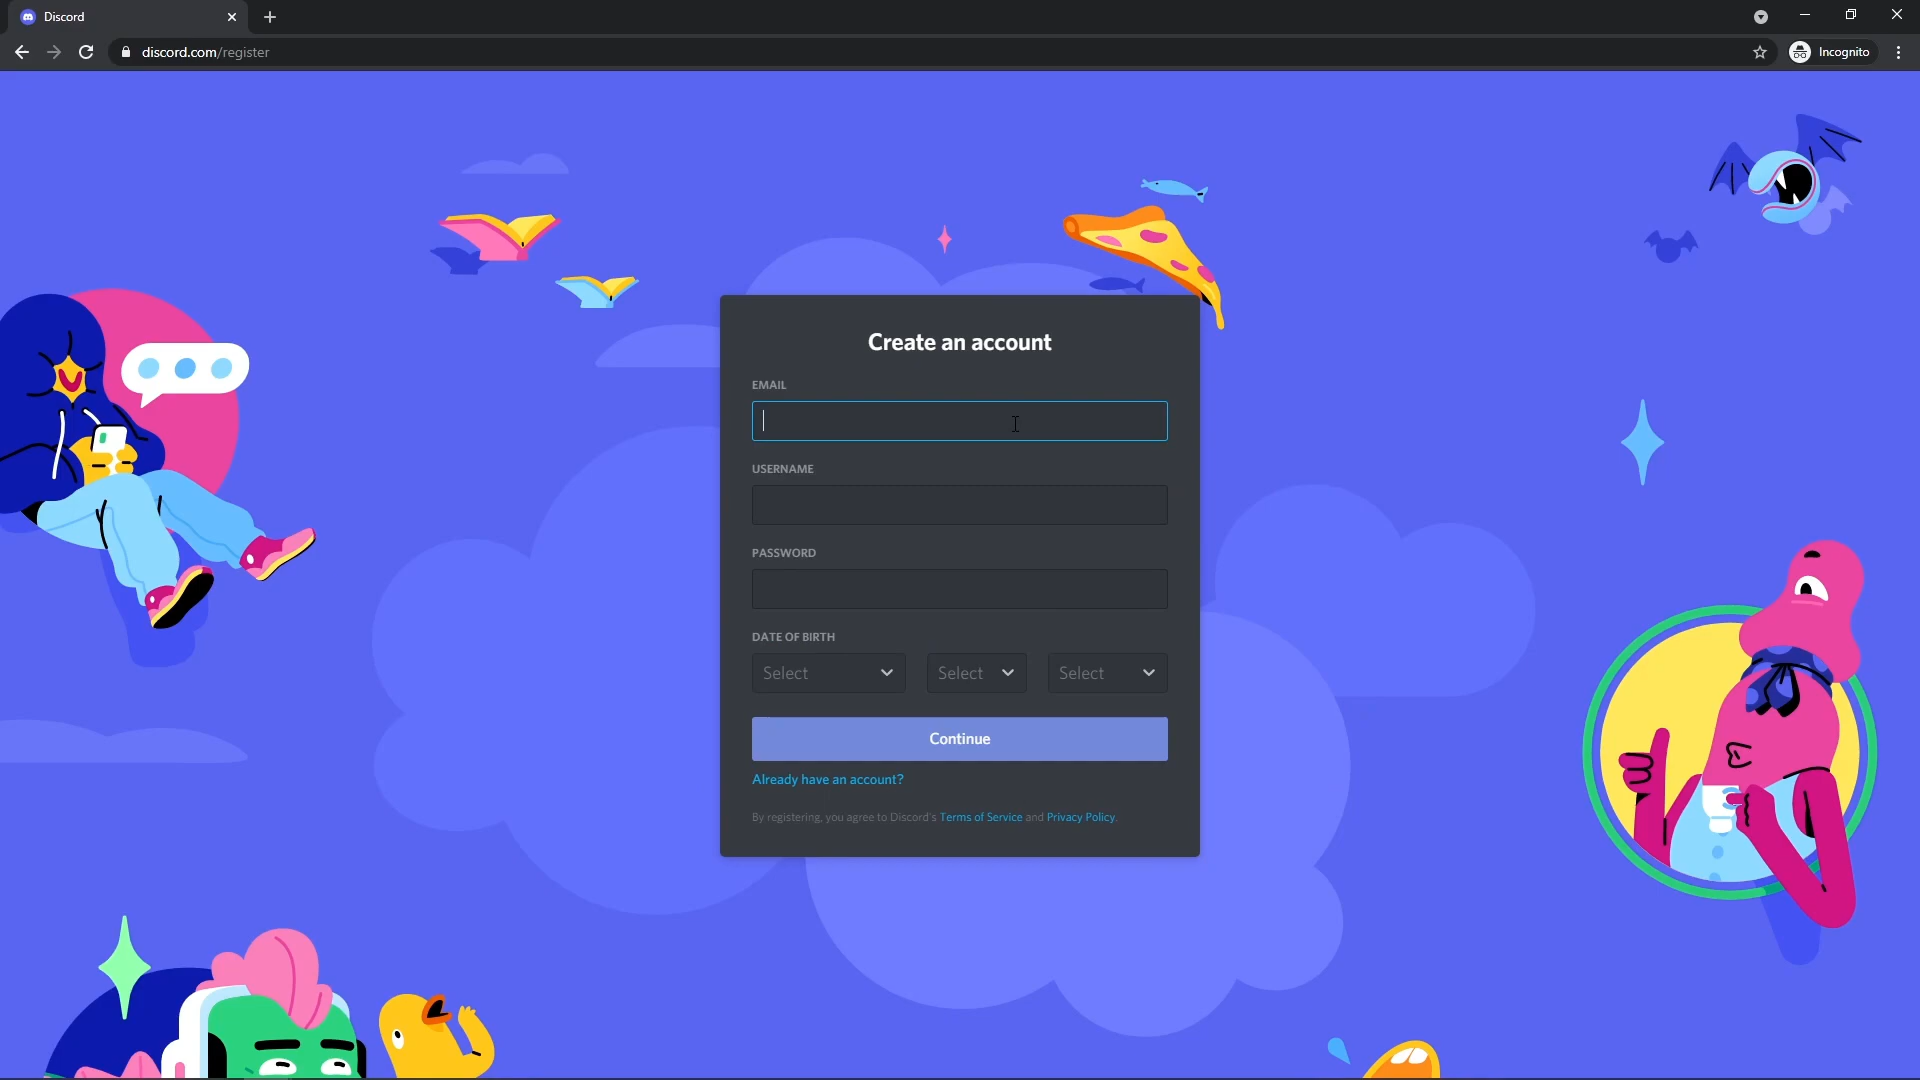 Discord
discord.com/register
Incognito
Create an account
EMAIL
USERNAME
PASSWORD
DATE OF BIRTH
Select Select Select
Continue
Already have an account?
By registering, you agree to Discord's Terms of Service and Privacy Policy.